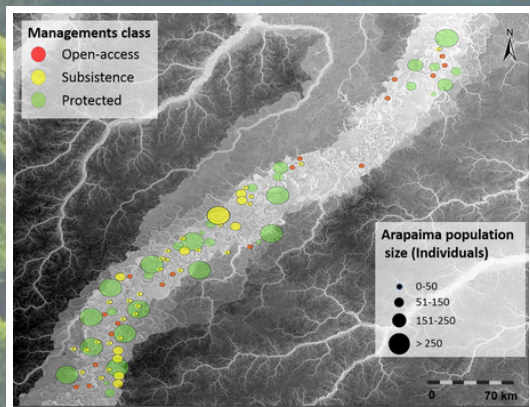 Managements class
Open-access
Subsistence
Protected
N
Arapaima population
size (Individuals)
0-50
51-150
151-250
> 250
0 70 km